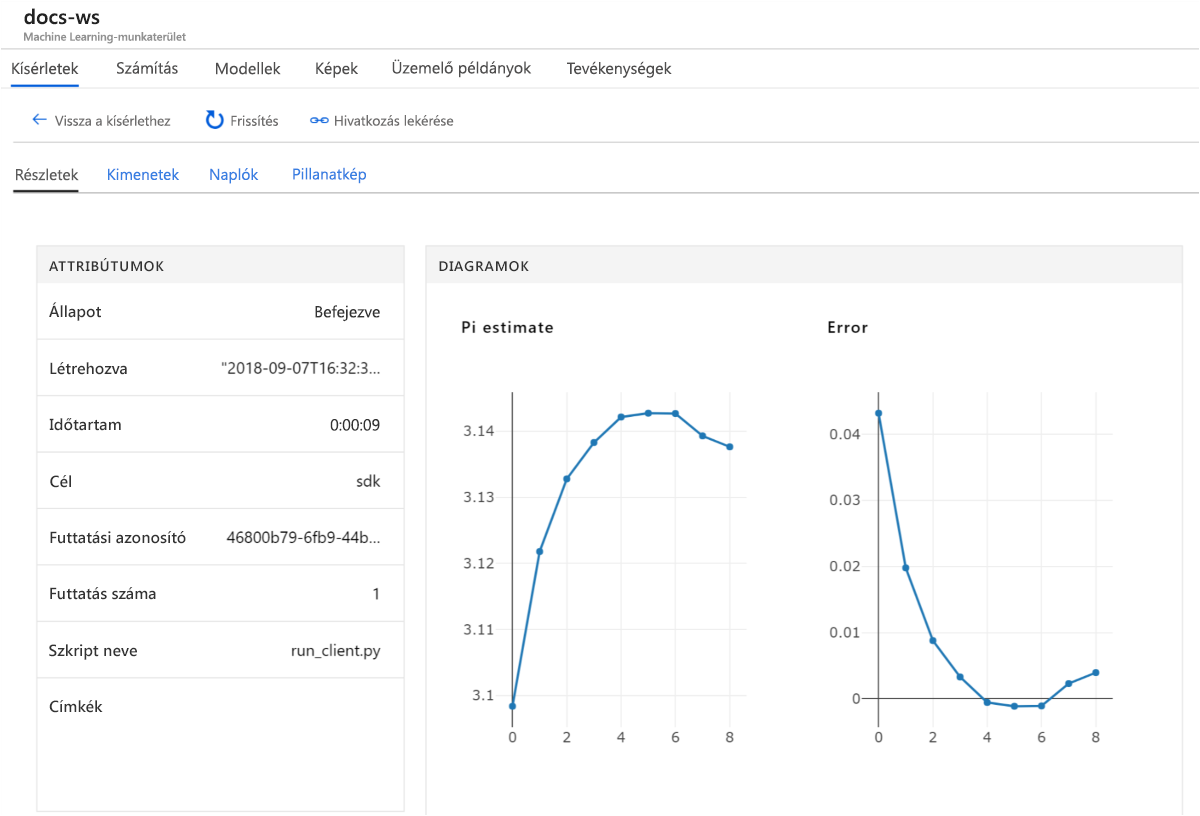 docs-ws
Machine Learning-munkaterület
Kísérletek Számítás Modellek Képek Üzemelő példányok Tevékenységek
Vissza a kísérlethez Frissítés Hivatkozás lekérése
Részletek Kimenetek Naplók Pillanatkép
ATTRIBÚTUMOK
Állapot Befejezve
Létrehozva "2018-09-07T16:32:3...
Időtartam 0:00:09
Cél sdk
Futtatási azonosító 46800b79-6fb9-44b...
Futtatás száma 1
Szkript neve run_client.py
Címkék
DIAGRAMOK
Pi estimate
3.14
3.13
3.12
3.11
3.1
0 2 4 6 8
Error
0.04
0.03
0.02
0.01
0
0 2 4 6 8